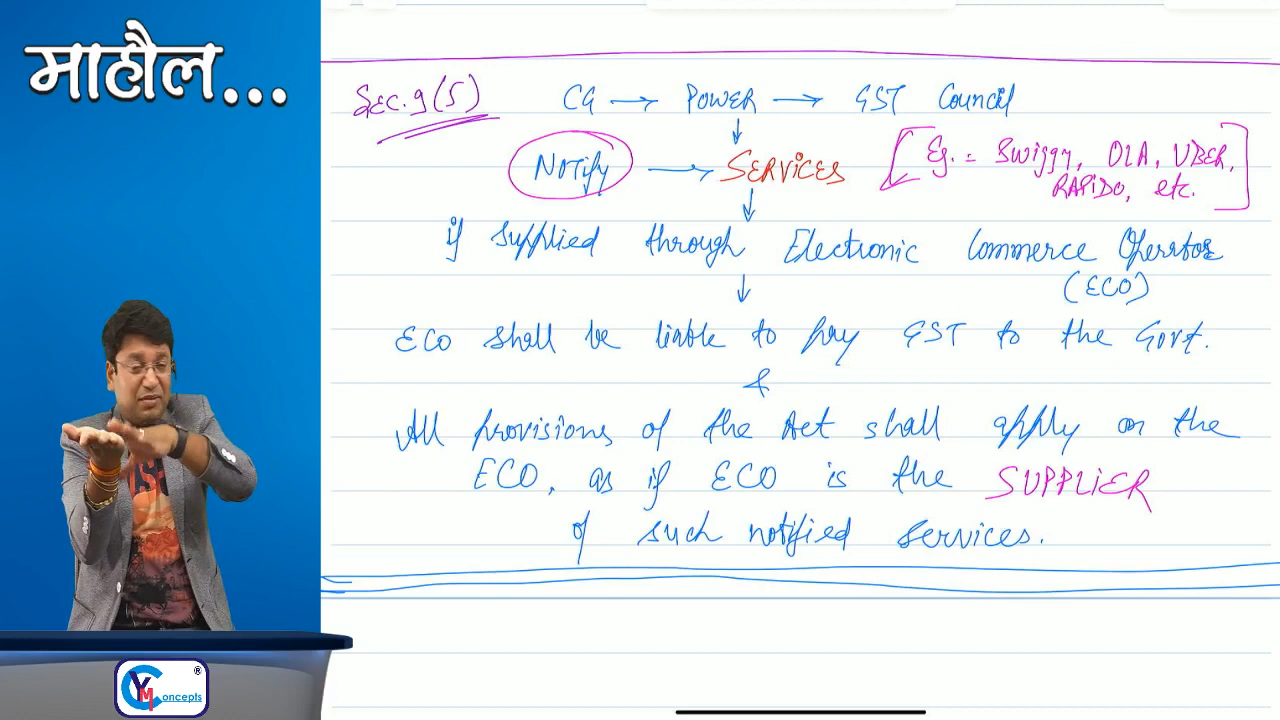 माहौल...
Sec. 9(5)
CG → POWER → GST Council
↓
NOTIFY → SERVICES
[Eg. = Swiggy, OLA, UBER,
RAPIDO, etc.]
↓
if supplied through Electronic Commerce Operator
(ECO)
↓
ECO shall be liable to pay GST to the Govt.
&
All provisions of the Act shall apply on the
ECO, as if ECO is the SUPPLIER
of such notified services.
YM Concepts ®